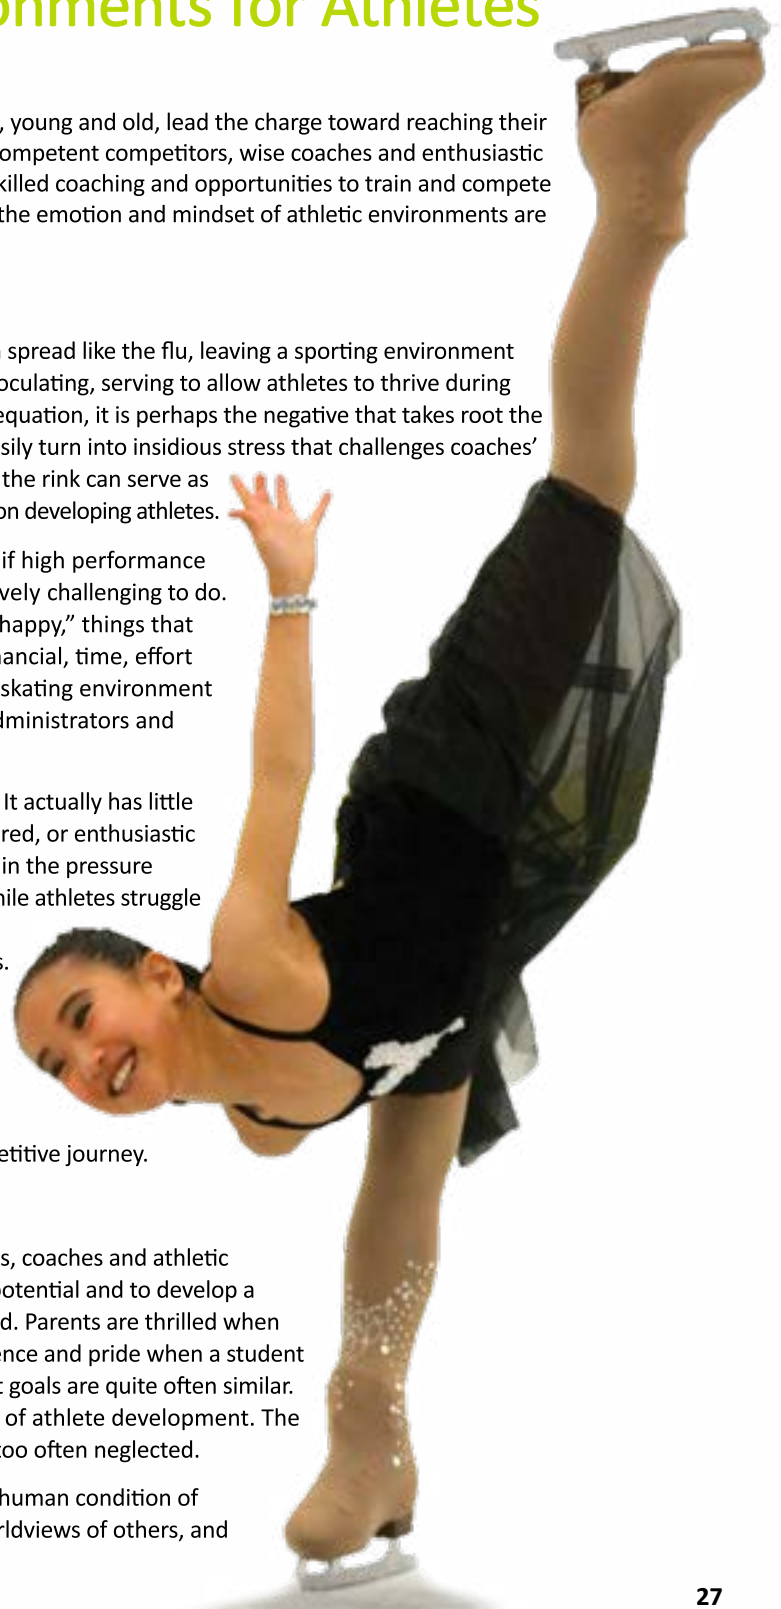 onments for Athletes
, young and old, lead the charge toward reaching their
ompetent competitors, wise coaches and enthusiastic
killed coaching and opportunities to train and compete
the emotion and mindset of athletic environments are
spread like the flu, leaving a sporting environment
oculating, serving to allow athletes to thrive during
equation, it is perhaps the negative that takes root the
sily turn into insidious stress that challenges coaches’
the rink can serve as
on developing athletes.
if high performance
vely challenging to do.
happy,” things that
nancial, time, effort
skating environment
dministrators and
It actually has little
red, or enthusiastic
in the pressure
hile athletes struggle
s.
etitive journey.
s, coaches and athletic
potential and to develop a
d. Parents are thrilled when
ence and pride when a student
t goals are quite often similar.
of athlete development. The
too often neglected.
human condition of
rldviews of others, and
27